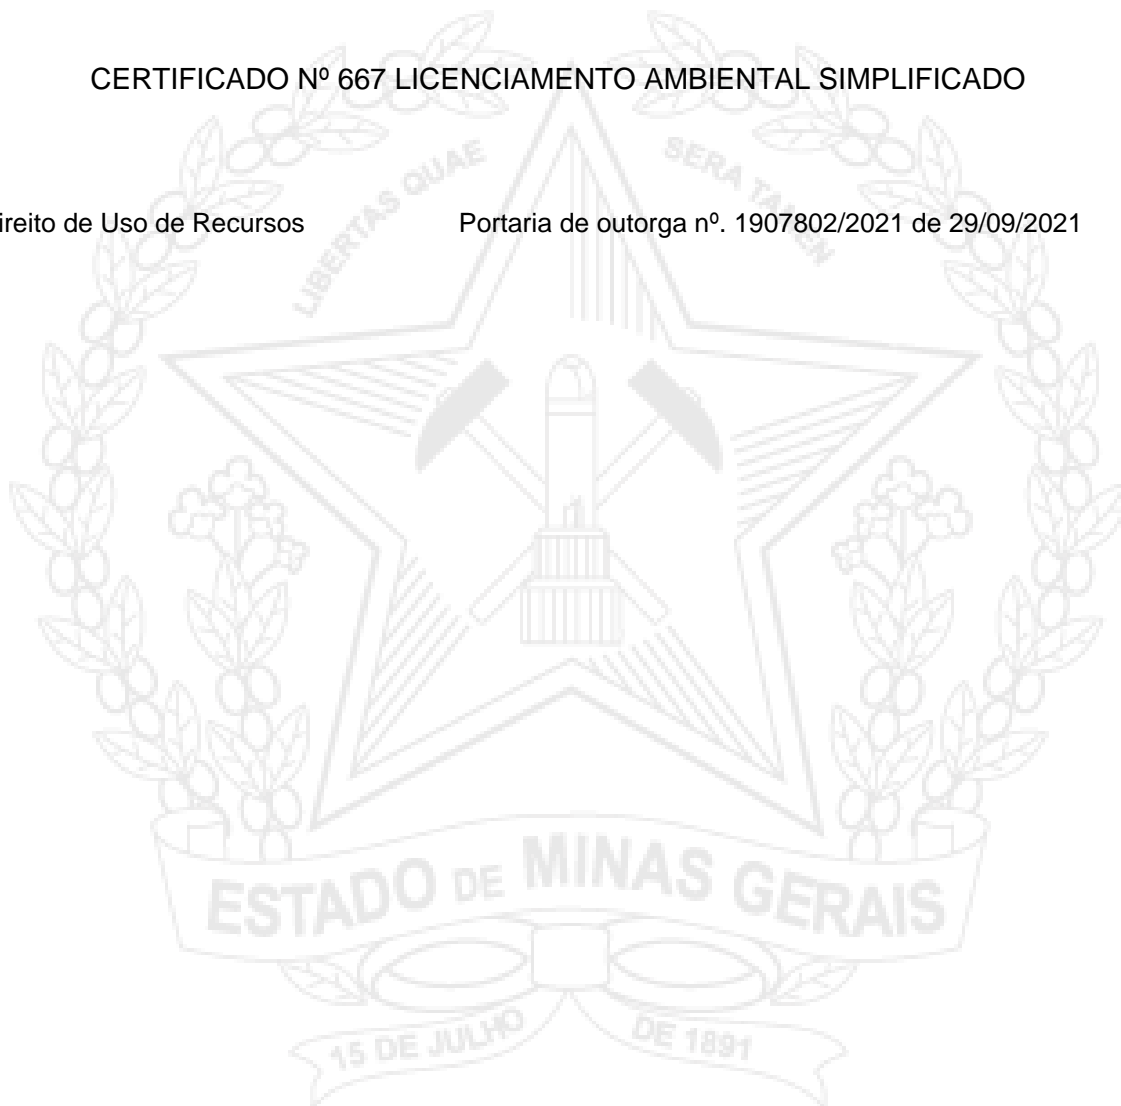 CERTIFICADO Nº 667 LICENCIAMENTO AMBIENTAL SIMPLIFICADO
LIBERTAS QUAE SERA TAMEN
ireito de Uso de Recursos Portaria de outorga nº. 1907802/2021 de 29/09/2021
ESTADO DE MINAS GERAIS
15 DE JULHO DE 1891